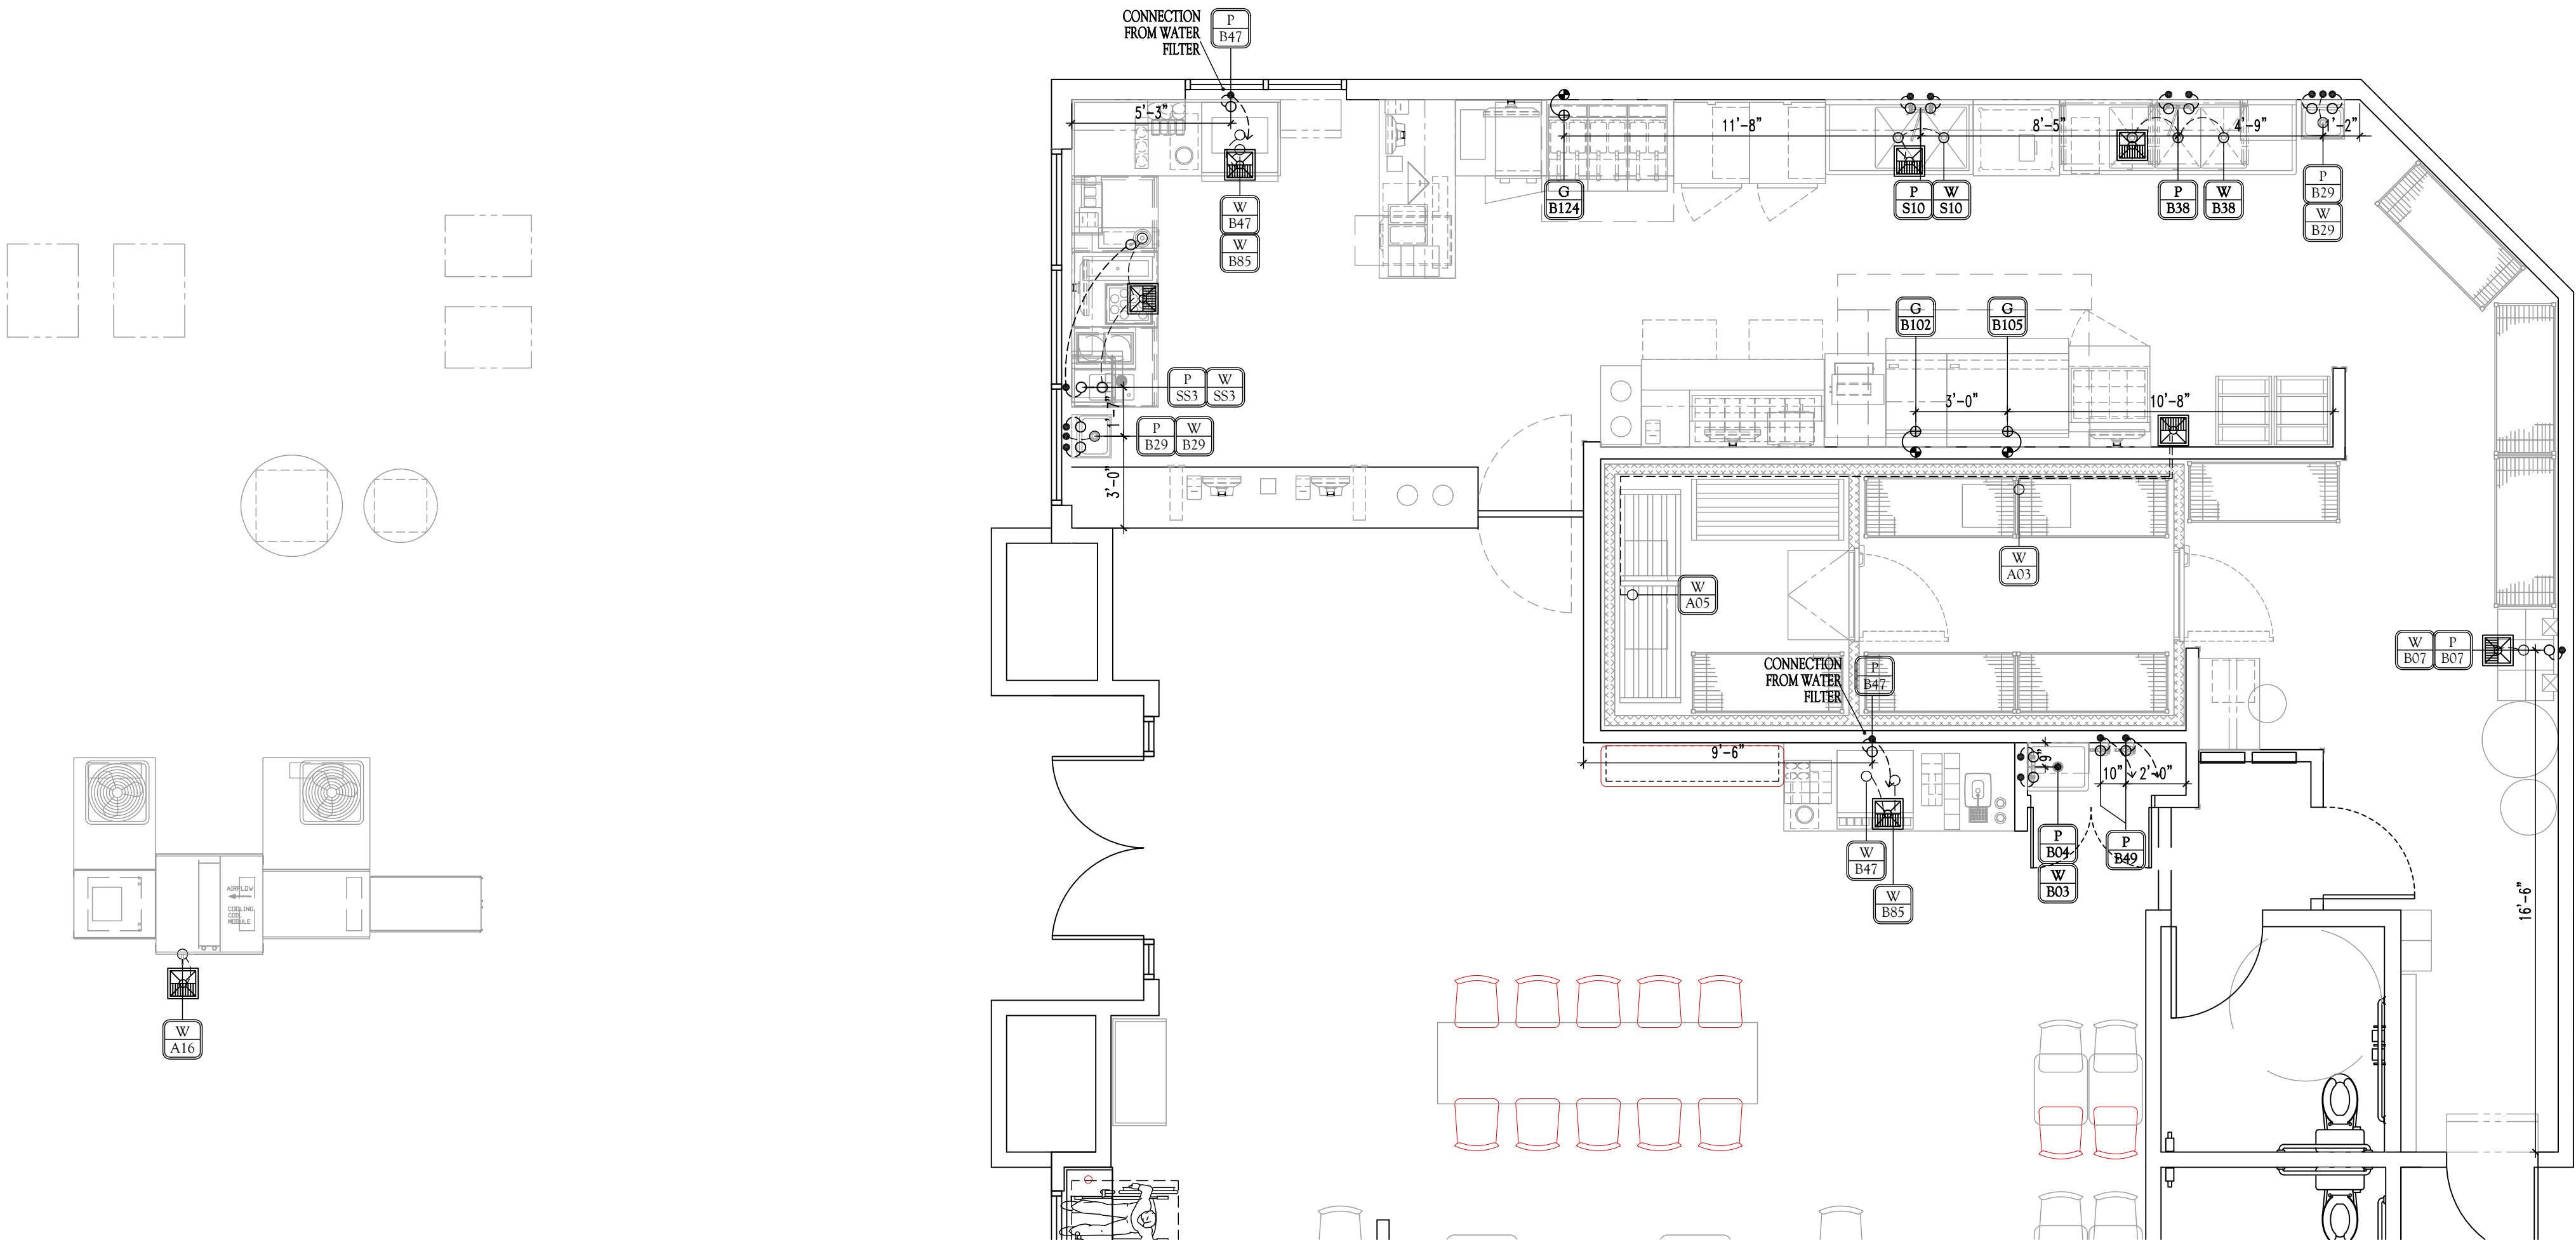 CONNECTION
FROM WATER
FILTER
P
B47
5'-3"
11'-8"
8'-5"
4'-9"
1'-2"
W
B47
W
B85
G
B124
P
S10
W
S10
P
B38
W
B38
P
B29
W
B29
G
B102
G
B105
3'-0"
10'-8"
P
SS3
W
SS3
1'-7"
P
B29
W
B29
3'-0"
W
A03
W
A05
W
B07
P
B07
CONNECTION
FROM WATER
FILTER
P
B47
9'-6"
9"
10"
2'-0"
W
B47
W
B85
P
B04
W
B03
P
B49
16'-6"
AIRFLOW
COOLING
COIL
MODULE
W
A16